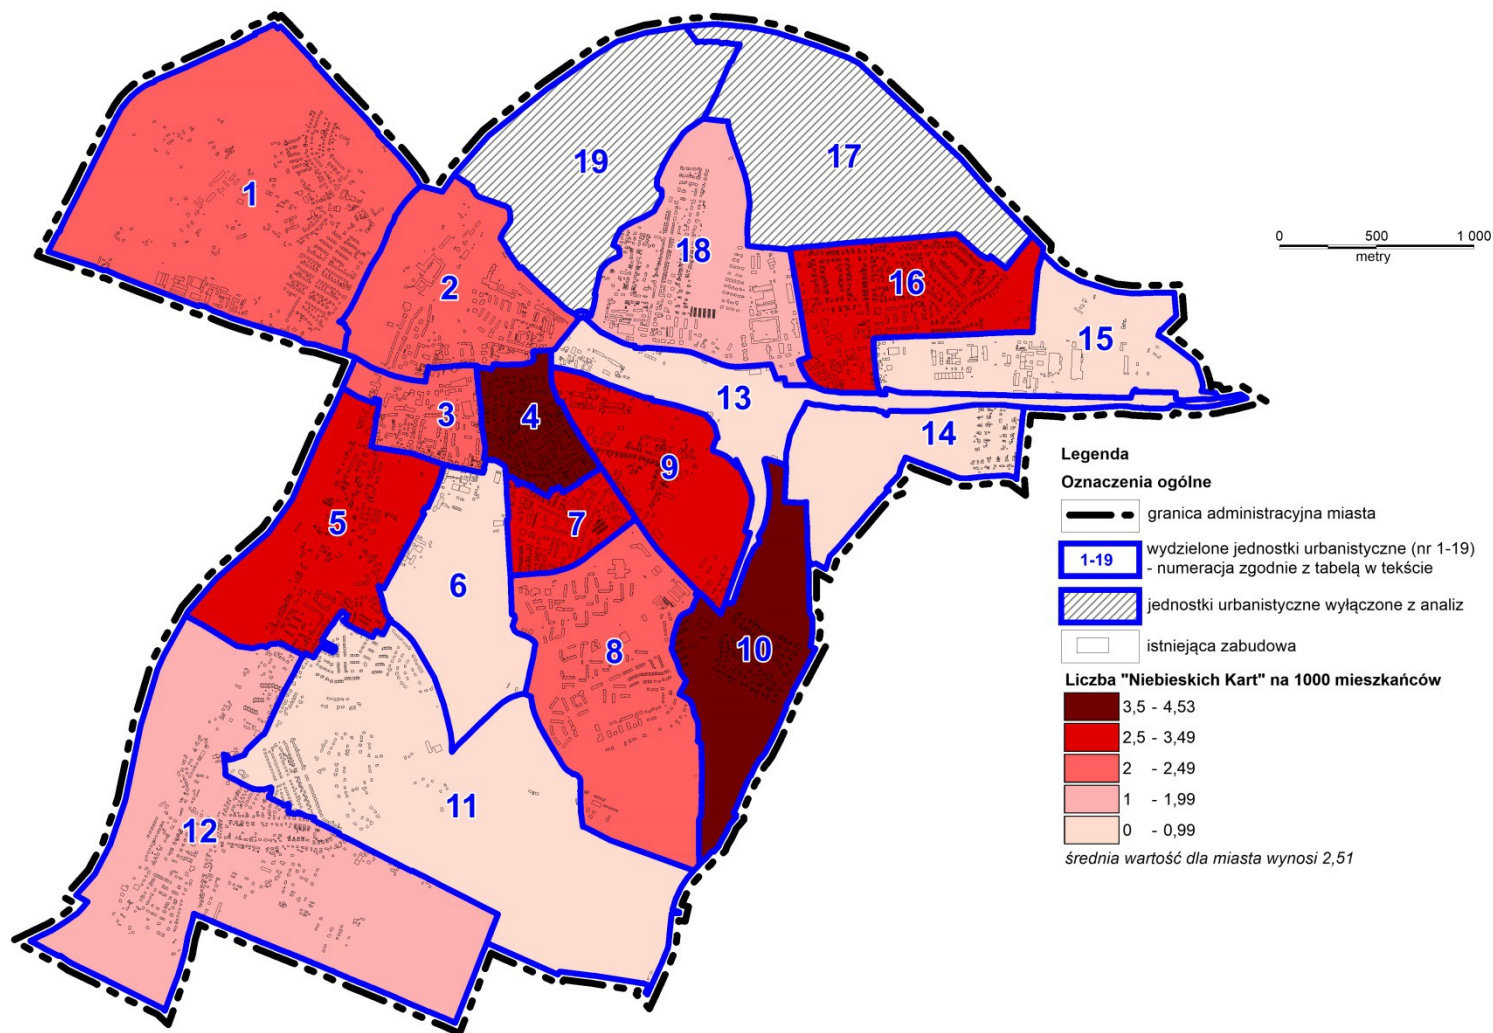 19
17
1
18
2
16
15
0 500 1 000
metry
3
4
13
14
9
5
7
6
8
10
11
12
Legenda
Oznaczenia ogólne
granica administracyjna miasta
1-19
wydzielone jednostki urbanistyczne (nr 1-19)
- numeracja zgodnie z tabelą w tekście
jednostki urbanistyczne wyłączone z analiz
istniejąca zabudowa
Liczba "Niebieskich Kart" na 1000 mieszkańców
3,5 - 4,53
2,5 - 3,49
2 - 2,49
1 - 1,99
0 - 0,99
średnia wartość dla miasta wynosi 2,51